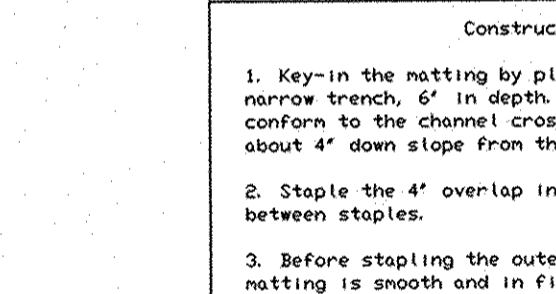 Construc
1. Key-in the matting by pl
narrow trench, 6" in depth.
conform to the channel cros
about 4" down slope from th
2. Staple the 4" overlap in
between staples.
3. Before stapling the oute
matting is smooth and in fi